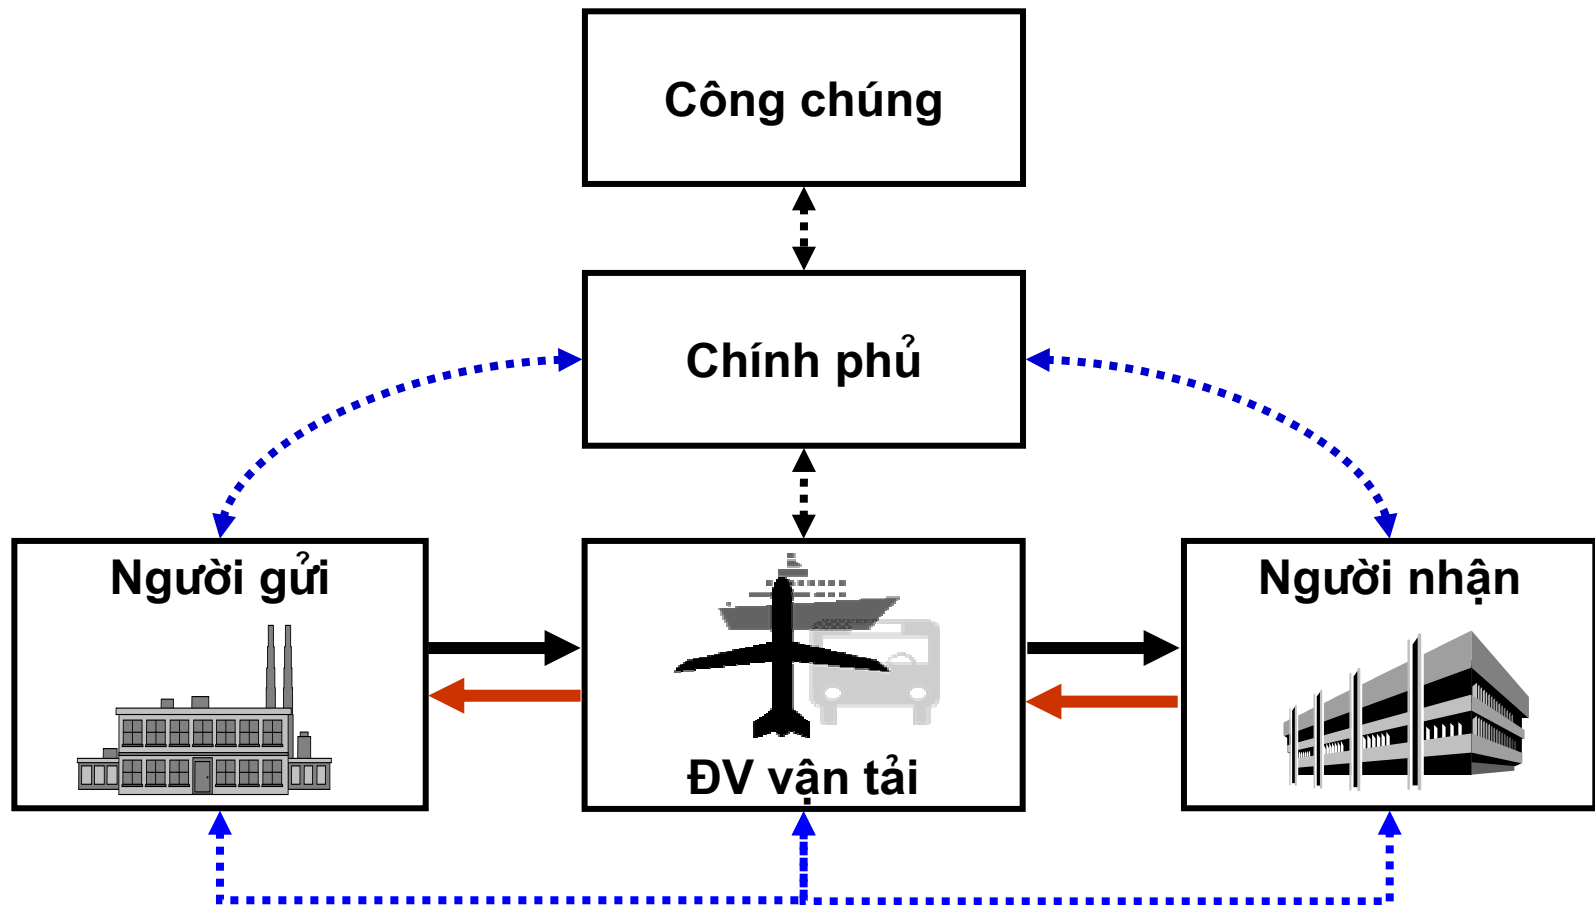 Công chúng
Chính phủ
Người gửi
Người nhận
ĐV vận tải